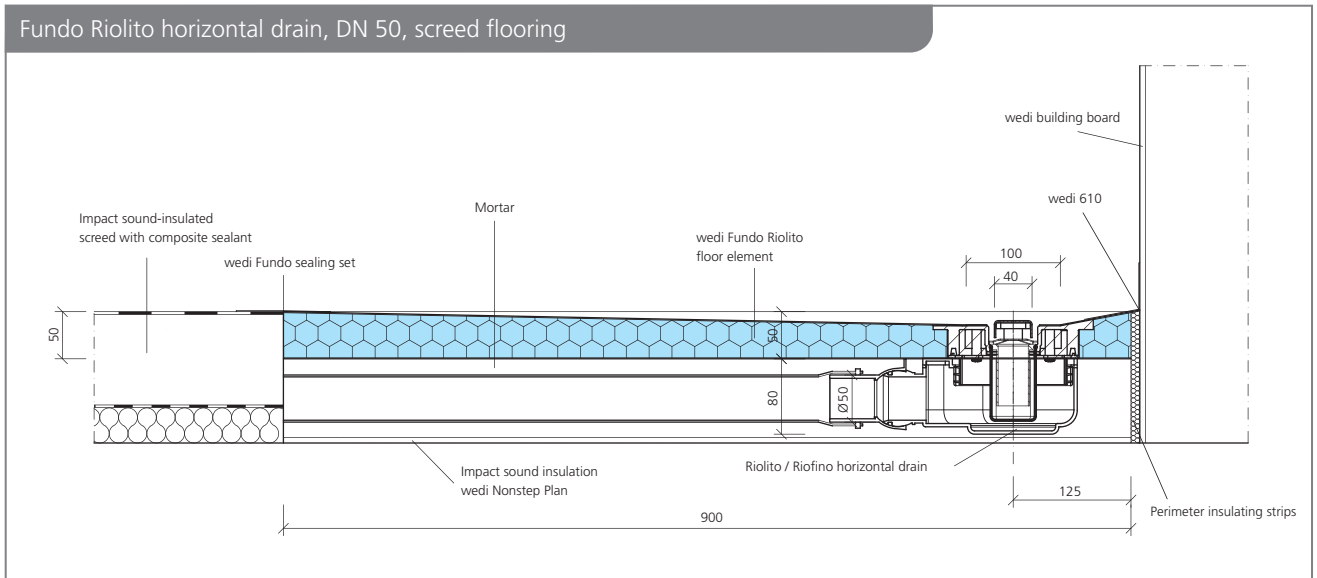 Fundo Riolito horizontal drain, DN 50, screed flooring
wedi building board
wedi 610
Impact sound-insulated
screed with composite sealant
Mortar
wedi Fundo sealing set
wedi Fundo Riolito
floor element
100
40
50
50
80
Ø50
Impact sound insulation
wedi Nonstep Plan
Riolito / Riofino horizontal drain
125
900
Perimeter insulating strips